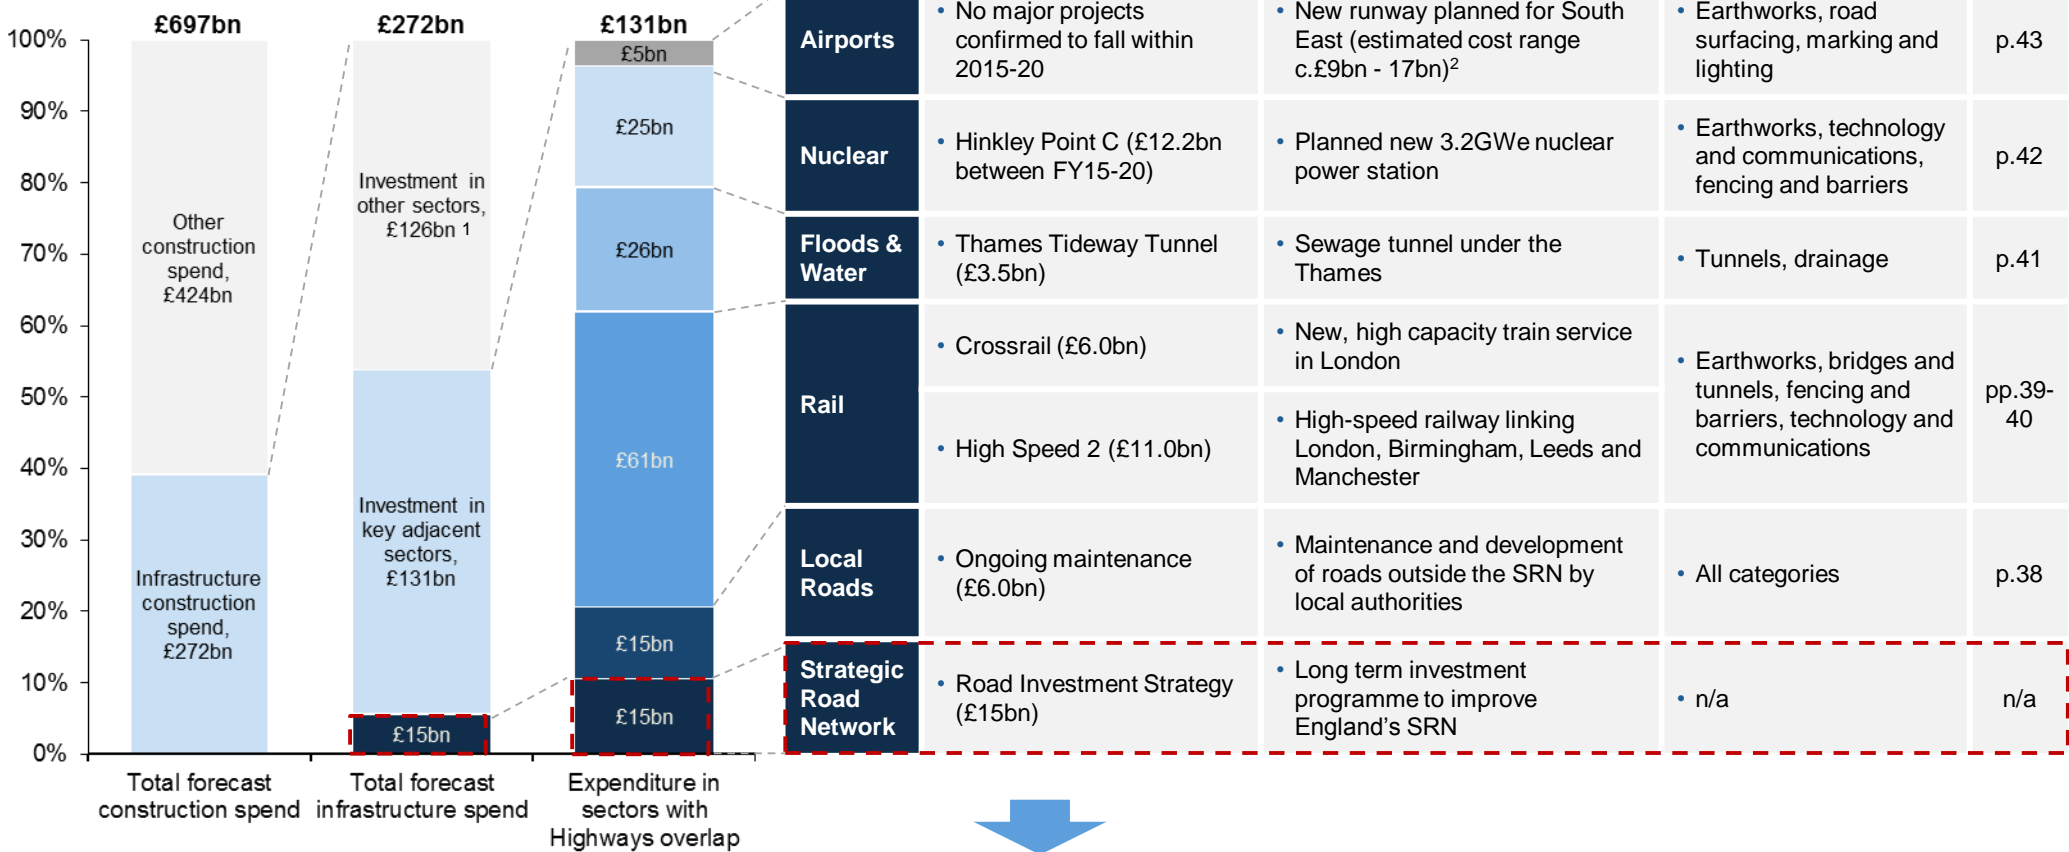 £697bn
£272bn
£131bn
100%
90%
80%
70%
60%
50%
40%
30%
20%
10%
0%
Other
construction
spend,
£424bn
Infrastructure
construction
spend,
£272bn
Investment in
other sectors,
£126bn 1
Investment in
key adjacent
sectors,
£131bn
£15bn
£5bn
£25bn
£26bn
£61bn
£15bn
£15bn
Total forecast
construction spend
Total forecast
infrastructure spend
Expenditure in
sectors with
Highways overlap
Airports
• No major projects
confirmed to fall within
2015-20
• New runway planned for South
East (estimated cost range
c.£9bn - 17bn)2
• Earthworks, road
surfacing, marking and
lighting
p.43
Nuclear
• Hinkley Point C (£12.2bn
between FY15-20)
• Planned new 3.2GWe nuclear
power station
• Earthworks, technology
and communications,
fencing and barriers
p.42
Floods &
Water
• Thames Tideway Tunnel
(£3.5bn)
• Sewage tunnel under the
Thames
• Tunnels, drainage
p.41
Rail
• Crossrail (£6.0bn)
• New, high capacity train service
in London
• High Speed 2 (£11.0bn)
• High-speed railway linking
London, Birmingham, Leeds and
Manchester
• Earthworks, bridges and
tunnels, fencing and
barriers, technology and
communications
pp.39-
40
Local
Roads
• Ongoing maintenance
(£6.0bn)
• Maintenance and development
of roads outside the SRN by
local authorities
• All categories
p.38
Strategic
Road
Network
• Road Investment Strategy
(£15bn)
• Long term investment
programme to improve
England’s SRN
• n/a
n/a